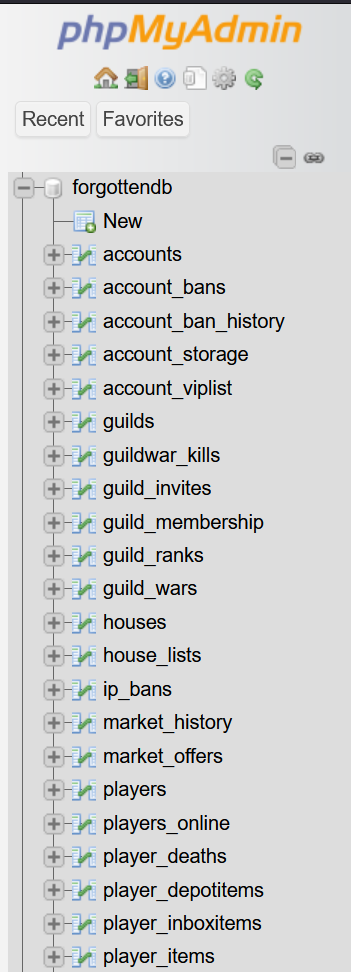 phpMyAdmin
Recent Favorites
forgottendb
New
accounts
account_bans
account_ban_history
account_storage
account_viplist
guilds
guildwar_kills
guild_invites
guild_membership
guild_ranks
guild_wars
houses
house_lists
ip_bans
market_history
market_offers
players
players_online
player_deaths
player_depotitems
player_inboxitems
player_items